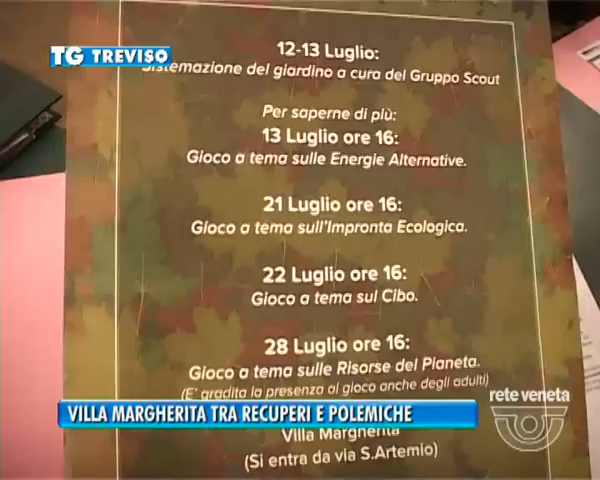 TG TREVISO
12-13 Luglio:
Sistemazione del giardino a cura del Gruppo Scout
Per saperne di più:
13 Luglio ore 16:
Gioco a tema sulle Energie Alternative.
21 Luglio ore 16:
Gioco a tema sull'Impronta Ecologica.
22 Luglio ore 16:
Gioco a tema sul Cibo.
28 Luglio ore 16:
Gioco a tema sulle Risorse del Pianeta.
(E' gradita la presenza al gioco anche degli adulti)
rete veneta
VILLA MARGHERITA TRA RECUPERI E POLEMICHE
Villa Margherita
(Si entra da via S.Artemio)